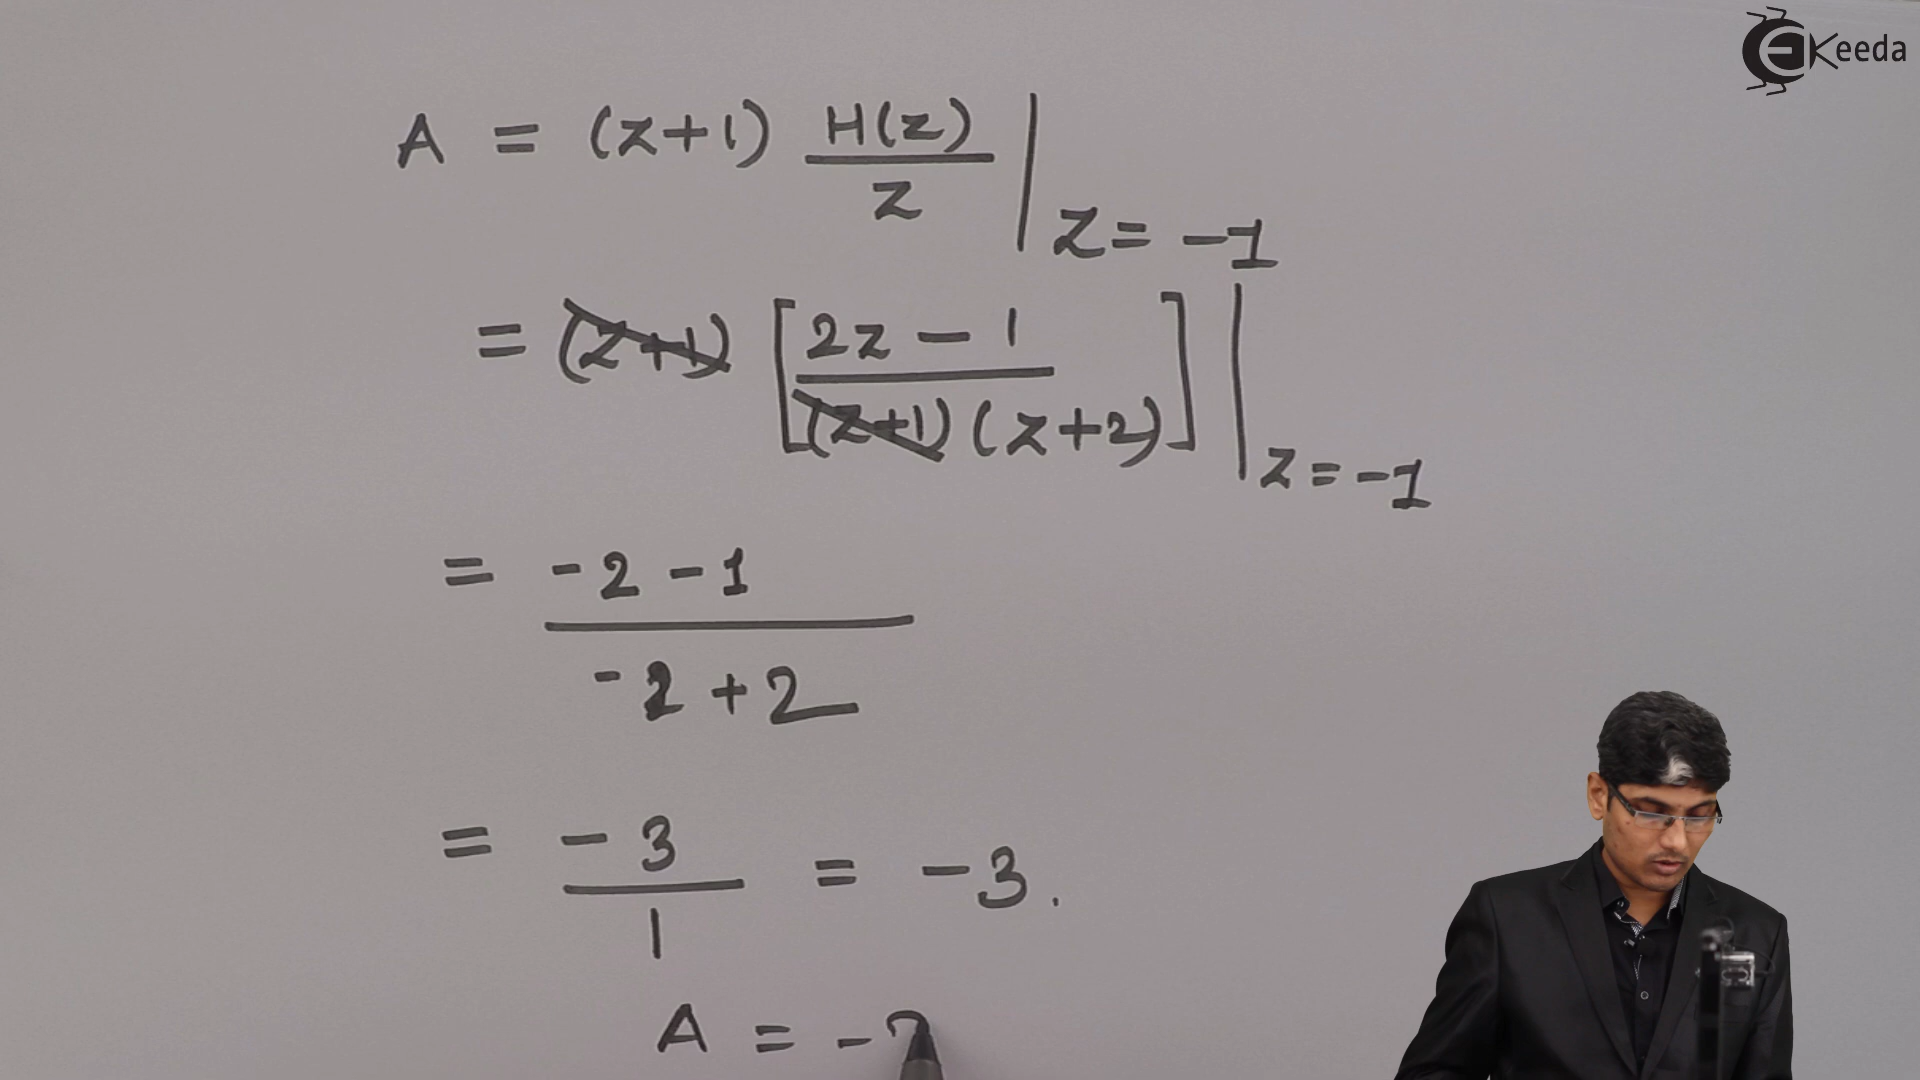 Keeda
A = (z+1) H(z)/z | z = -1
= (z+1) [2z - 1 / (z+1)(z+2)] | z = -1
= -2 - 1 / -2 + 2
= -3 / 1 = -3.
A = -